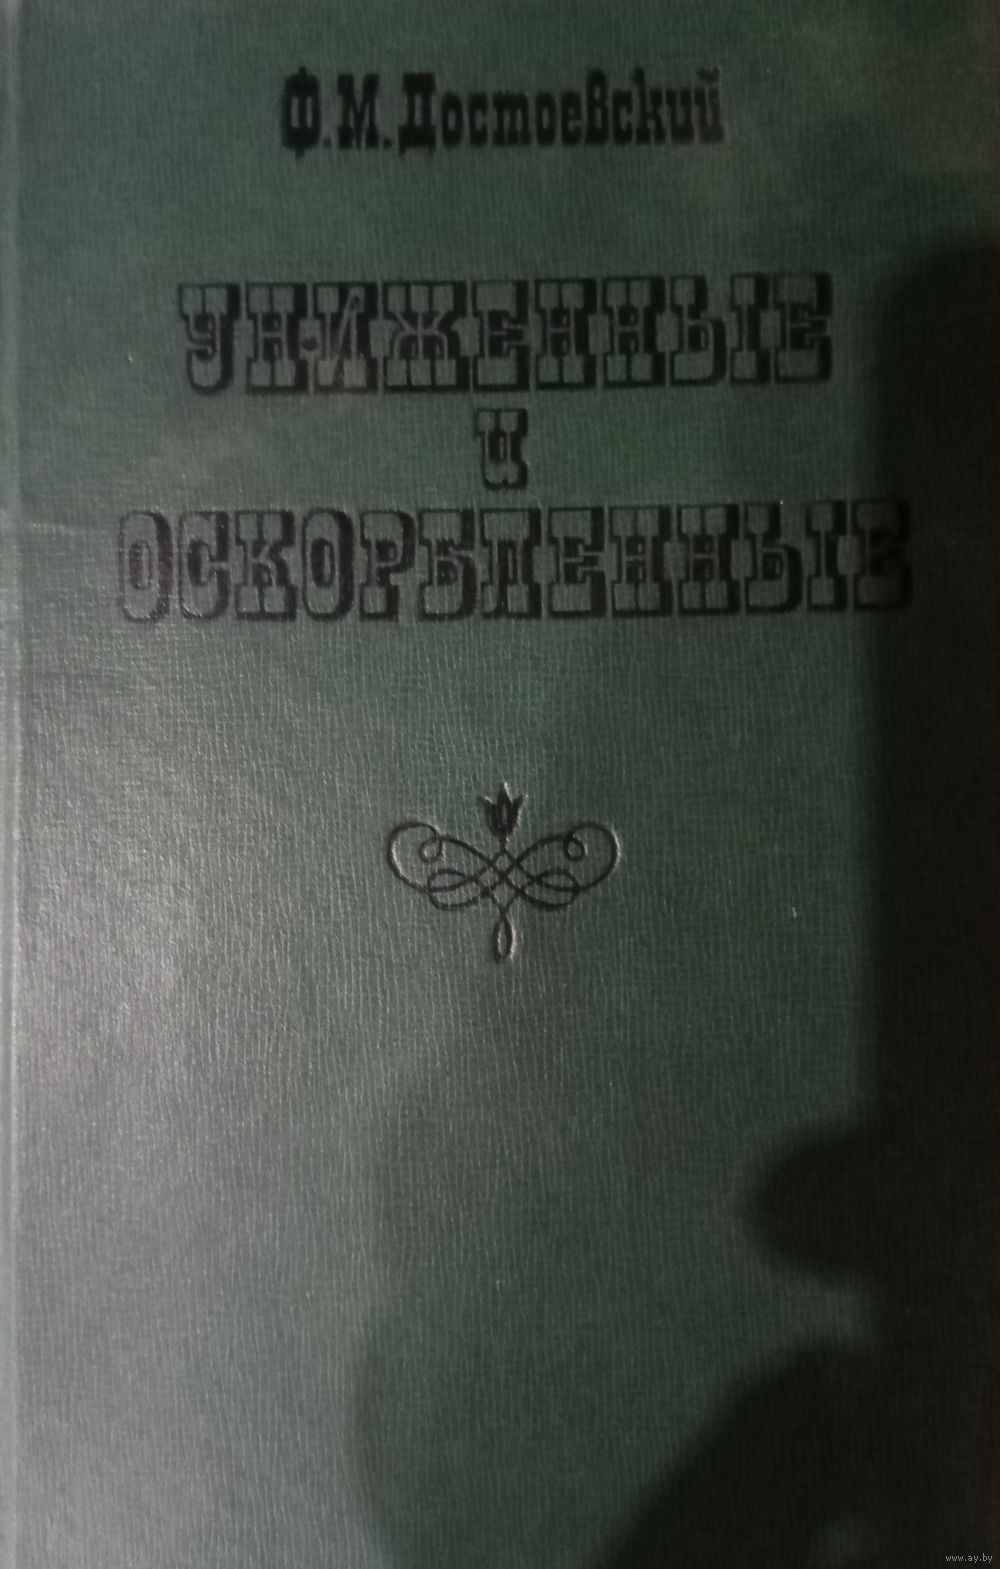 Ф.М. Достоевский
УНИЖЕННЫЕ
и
ОСКОРБЛЕННЫЕ
www.ay.by